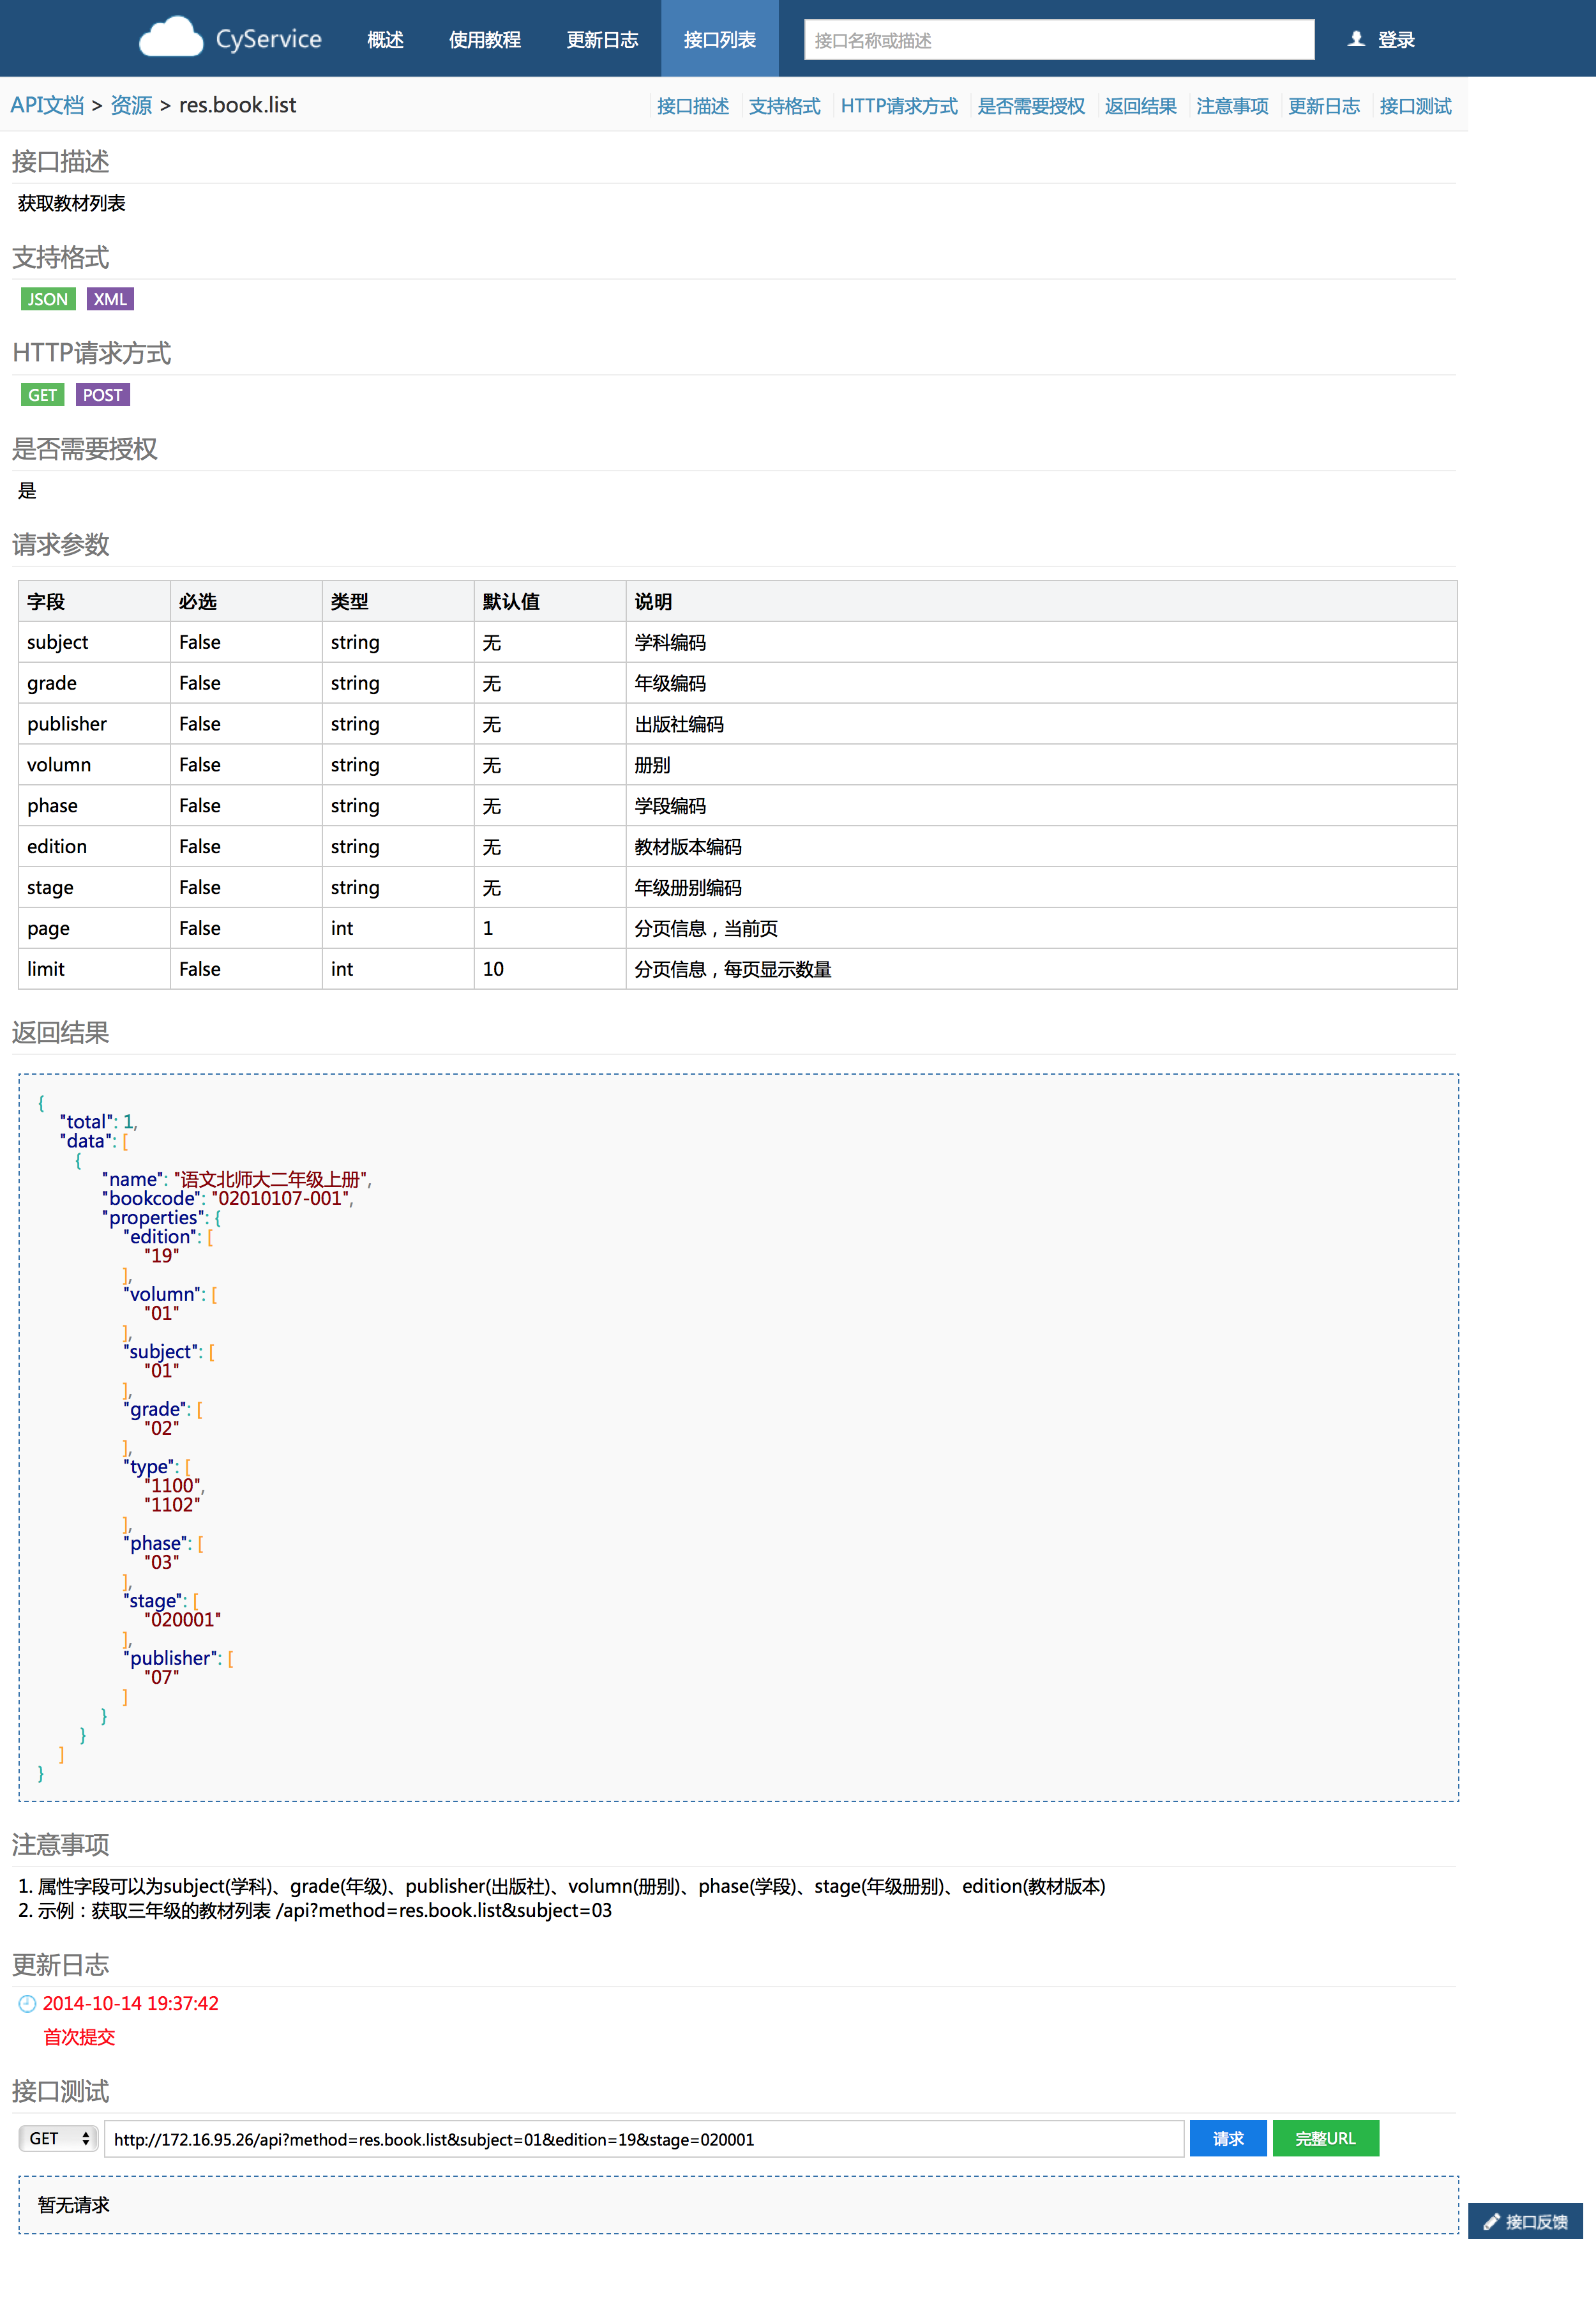 CyService 概述 使用教程 更新日志 接口列表 接口名称或描述 登录
API文档 > 资源 > res.book.list 接口描述 支持格式 HTTP请求方式 是否需要授权 返回结果 注意事项 更新日志 接口测试
接口描述
获取教材列表
支持格式
JSON XML
HTTP请求方式
GET POST
是否需要授权
是
请求参数
字段 必选 类型 默认值 说明
subject False string 无 学科编码
grade False string 无 年级编码
publisher False string 无 出版社编码
volumn False string 无 册别
phase False string 无 学段编码
edition False string 无 教材版本编码
stage False string 无 年级册别编码
page False int 1 分页信息，当前页
limit False int 10 分页信息，每页显示数量
返回结果
{
"total": 1,
"data": [
{
"name": "语文北师大二年级上册",
"bookcode": "02010107-001",
"properties": {
"edition": [
"19"
],
"volumn": [
"01"
],
"subject": [
"01"
],
"grade": [
"02"
],
"type": [
"1100",
"1102"
],
"phase": [
"03"
],
"stage": [
"020001"
],
"publisher": [
"07"
]
}
}
]
}
注意事项
1. 属性字段可以为subject(学科)、grade(年级)、publisher(出版社)、volumn(册别)、phase(学段)、stage(年级册别)、edition(教材版本)
2. 示例：获取三年级的教材列表 /api?method=res.book.list&subject=03
更新日志
2014-10-14 19:37:42
首次提交
接口测试
GET http://172.16.95.26/api?method=res.book.list&subject=01&edition=19&stage=020001 请求 完整URL
暂无请求
接口反馈